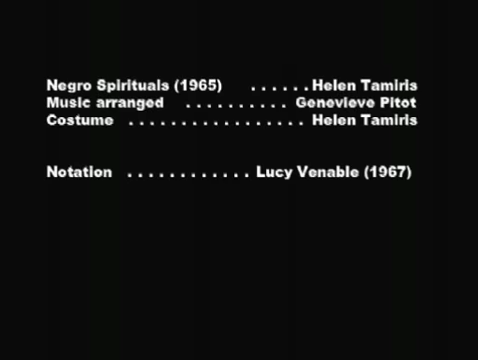 Negro Spirituals (1965) . . . . . . Helen Tamiris
Music arranged . . . . . . . . . . Genevieve Pitot
Costume . . . . . . . . . . . . . . . . . Helen Tamiris
Notation . . . . . . . . . . . . Lucy Venable (1967)